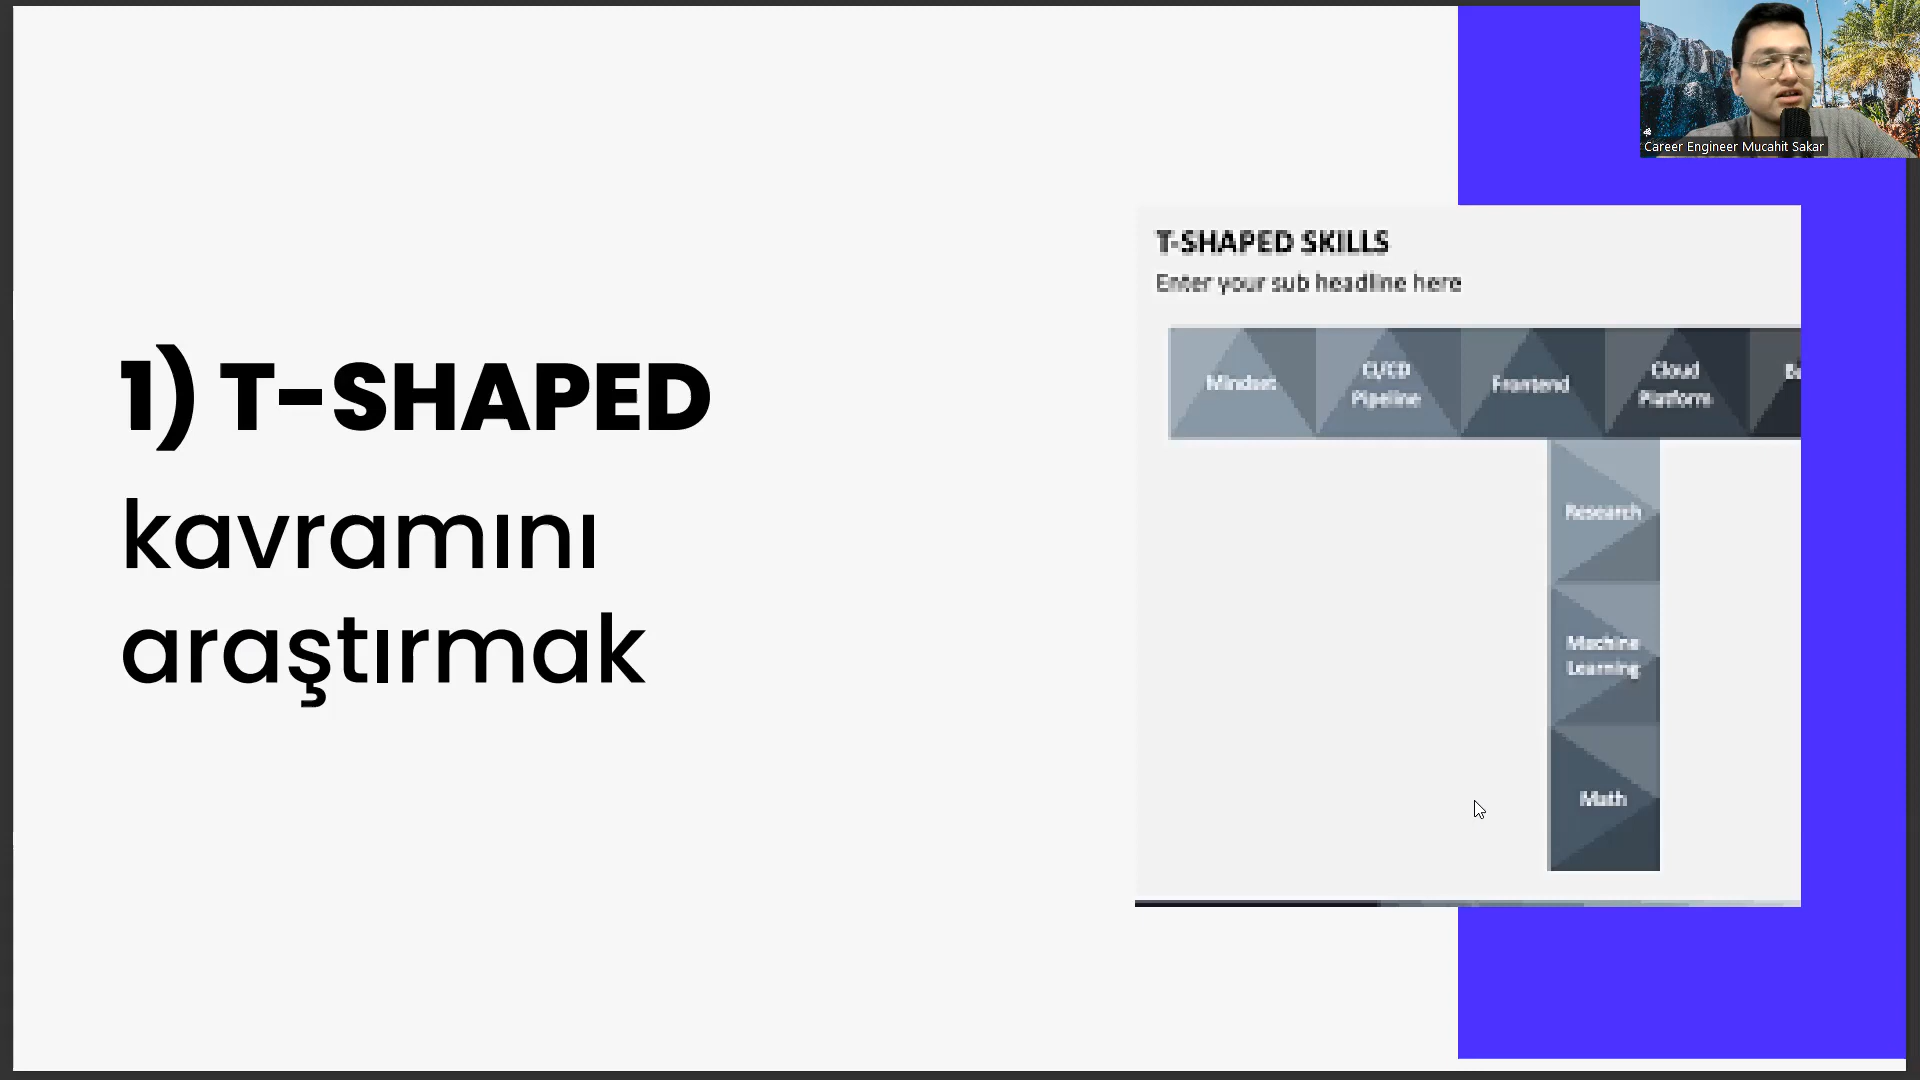 Career Engineer Mucahit Sakar
1) T-SHAPED
kavramını
araştırmak
T-SHAPED SKILLS
Enter your sub headline here
Mindset
CI/CD
Pipeline
Frontend
Cloud
Platform
Research
Machine
Learning
Math